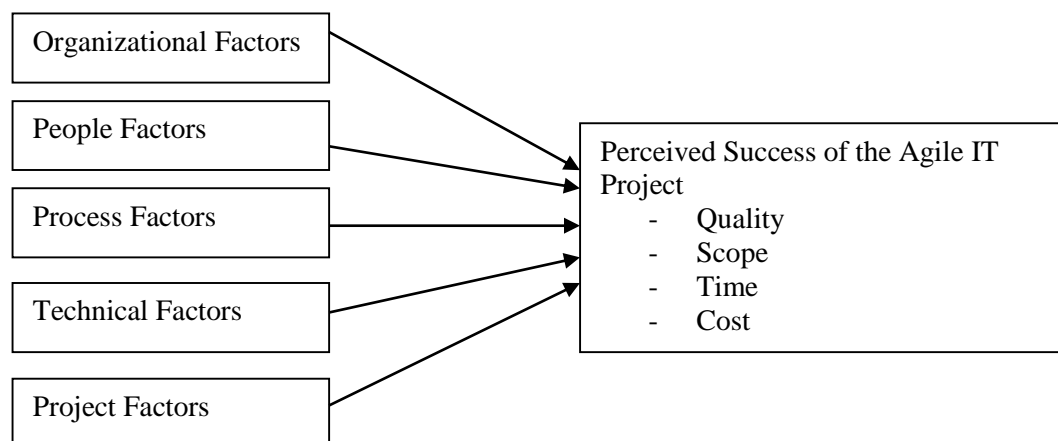 Organizational Factors
People Factors
Process Factors
Technical Factors
Project Factors
Perceived Success of the Agile IT
Project
- Quality
- Scope
- Time
- Cost